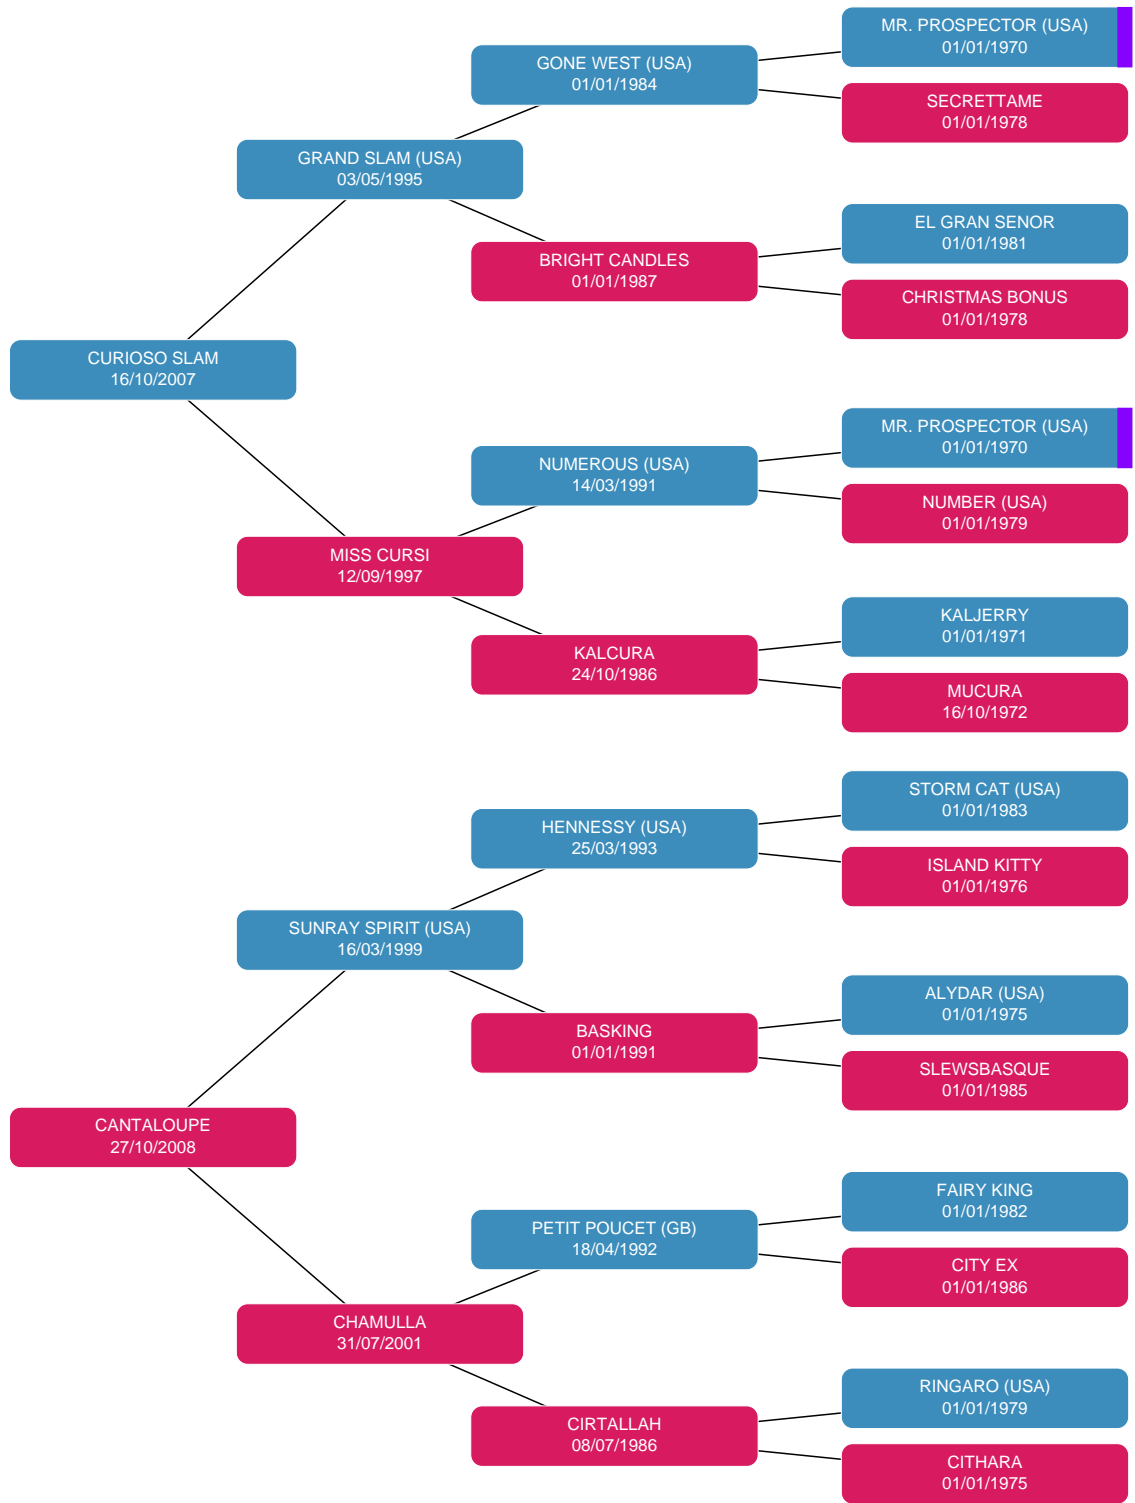 MR. PROSPECTOR (USA)
01/01/1970
GONE WEST (USA)
01/01/1984
SECRETTAME
01/01/1978
GRAND SLAM (USA)
03/05/1995
EL GRAN SENOR
01/01/1981
BRIGHT CANDLES
01/01/1987
CHRISTMAS BONUS
01/01/1978
CURIOSO SLAM
16/10/2007
MR. PROSPECTOR (USA)
01/01/1970
NUMEROUS (USA)
14/03/1991
NUMBER (USA)
01/01/1979
MISS CURSI
12/09/1997
KALJERRY
01/01/1971
KALCURA
24/10/1986
MUCURA
16/10/1972
STORM CAT (USA)
01/01/1983
HENNESSY (USA)
25/03/1993
ISLAND KITTY
01/01/1976
SUNRAY SPIRIT (USA)
16/03/1999
ALYDAR (USA)
01/01/1975
BASKING
01/01/1991
SLEWSBASQUE
01/01/1985
CANTALOUPE
27/10/2008
FAIRY KING
01/01/1982
PETIT POUCET (GB)
18/04/1992
CITY EX
01/01/1986
CHAMULLA
31/07/2001
RINGARO (USA)
01/01/1979
CIRTALLAH
08/07/1986
CITHARA
01/01/1975